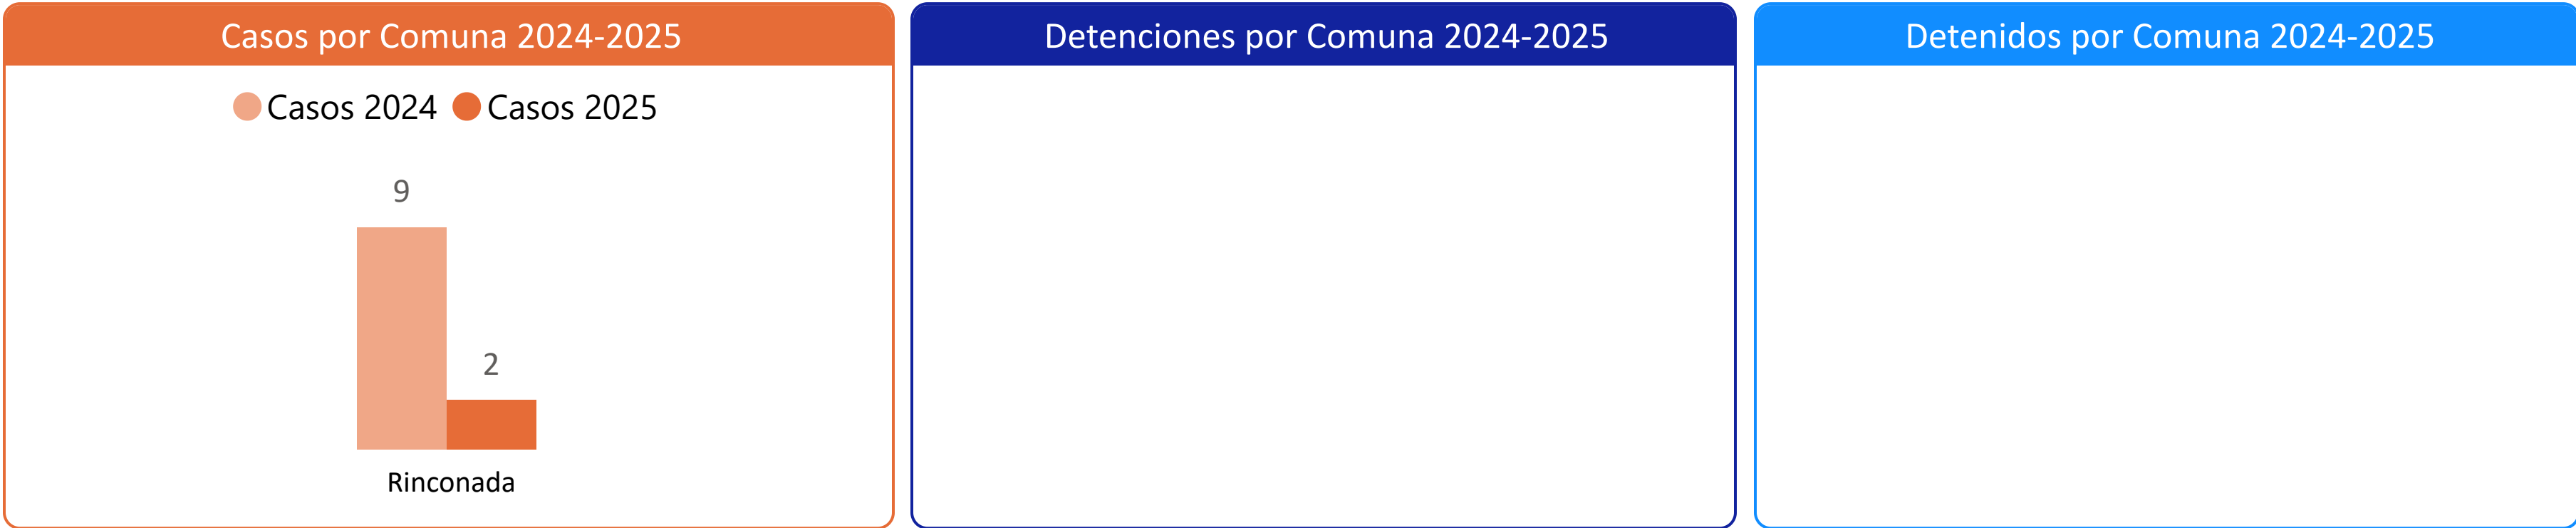 Casos por Comuna 2024-2025
Casos 2024 Casos 2025
9
2
Rinconada
Detenciones por Comuna 2024-2025
Detenidos por Comuna 2024-2025